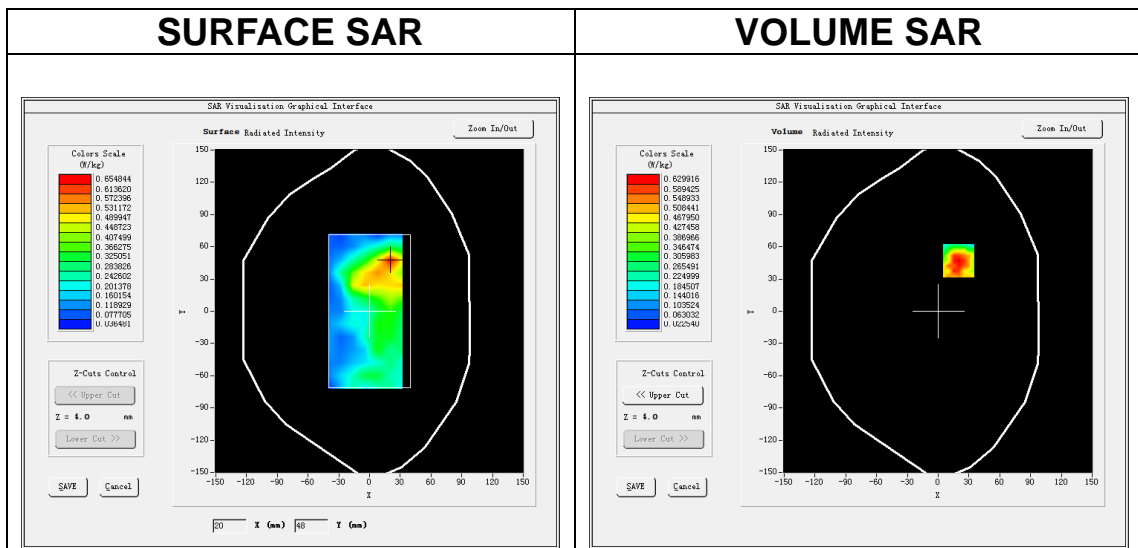 SURFACE SAR
VOLUME SAR
SAR Visualisation Graphical Interface
Surface Radiated Intensity
Zoom In/Out
Colors Scale
(W/kg)
0.654844
0.613620
0.572396
0.531172
0.489947
0.448723
0.407499
0.366275
0.325051
0.283826
0.242602
0.201378
0.160154
0.118929
0.077705
0.036481
Z-Cuts Control
<< Upper Cut
Z = 4.0 mm
Lower Cut >>
SAVE
Cancel
150
120
90
60
30
0
-30
-60
-90
-120
-150
Y
-150 -120 -90 -60 -30 0 30 60 90 120 150
X
20 X (mm) 48 Y (mm)
SAR Visualisation Graphical Interface
Volume Radiated Intensity
Zoom In/Out
Colors Scale
(W/kg)
0.629916
0.589425
0.548933
0.508441
0.467950
0.427458
0.386966
0.346474
0.305983
0.265491
0.224999
0.184507
0.144016
0.103524
0.063032
0.022540
Z-Cuts Control
<< Upper Cut
Z = 4.0 mm
Lower Cut >>
SAVE
Cancel
150
120
90
60
30
0
-30
-60
-90
-120
-150
Y
-150 -120 -90 -60 -30 0 30 60 90 120 150
X